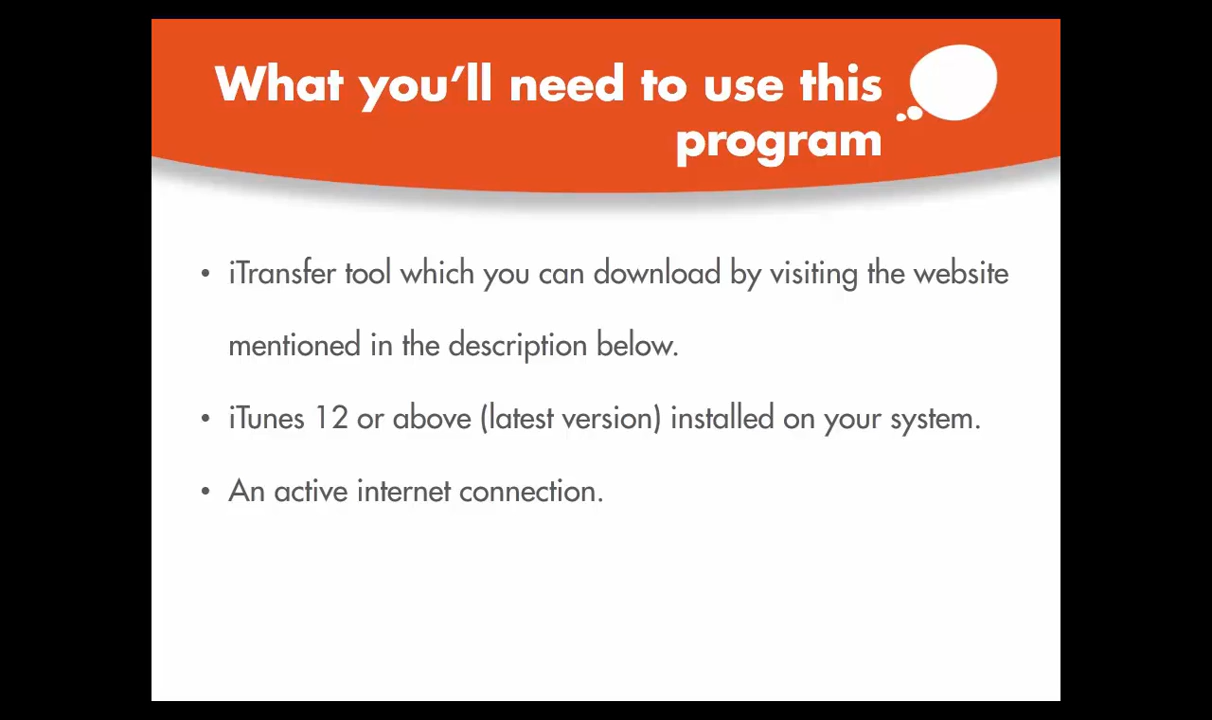 What you’ll need to use this
program
• iTransfer tool which you can download by visiting the website
mentioned in the description below.
• iTunes 12 or above (latest version) installed on your system.
• An active internet connection.